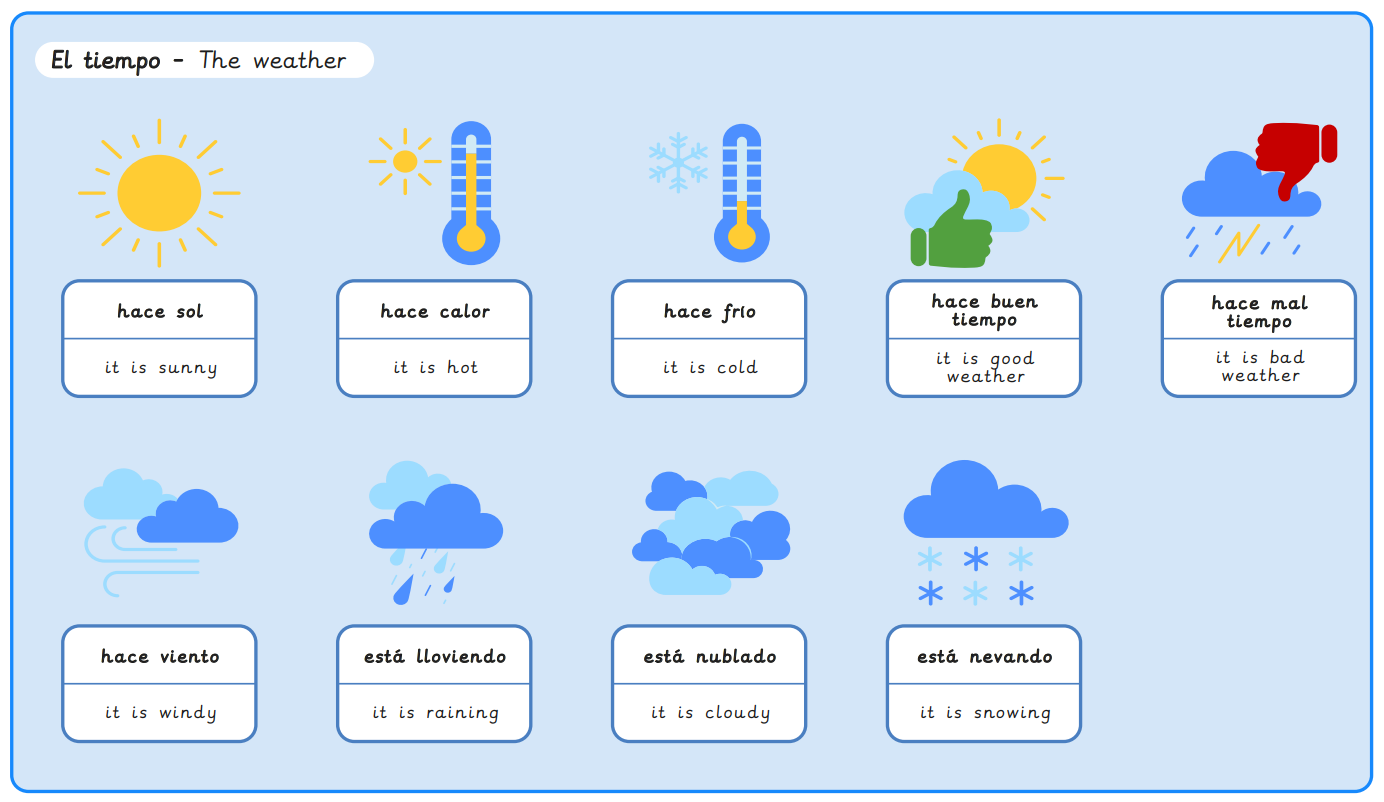 El tiempo - The weather
hace sol
it is sunny
hace calor
it is hot
hace frío
it is cold
hace buen
tiempo
it is good
weather
hace mal
tiempo
it is bad
weather
hace viento
it is windy
está lloviendo
it is raining
está nublado
it is cloudy
está nevando
it is snowing